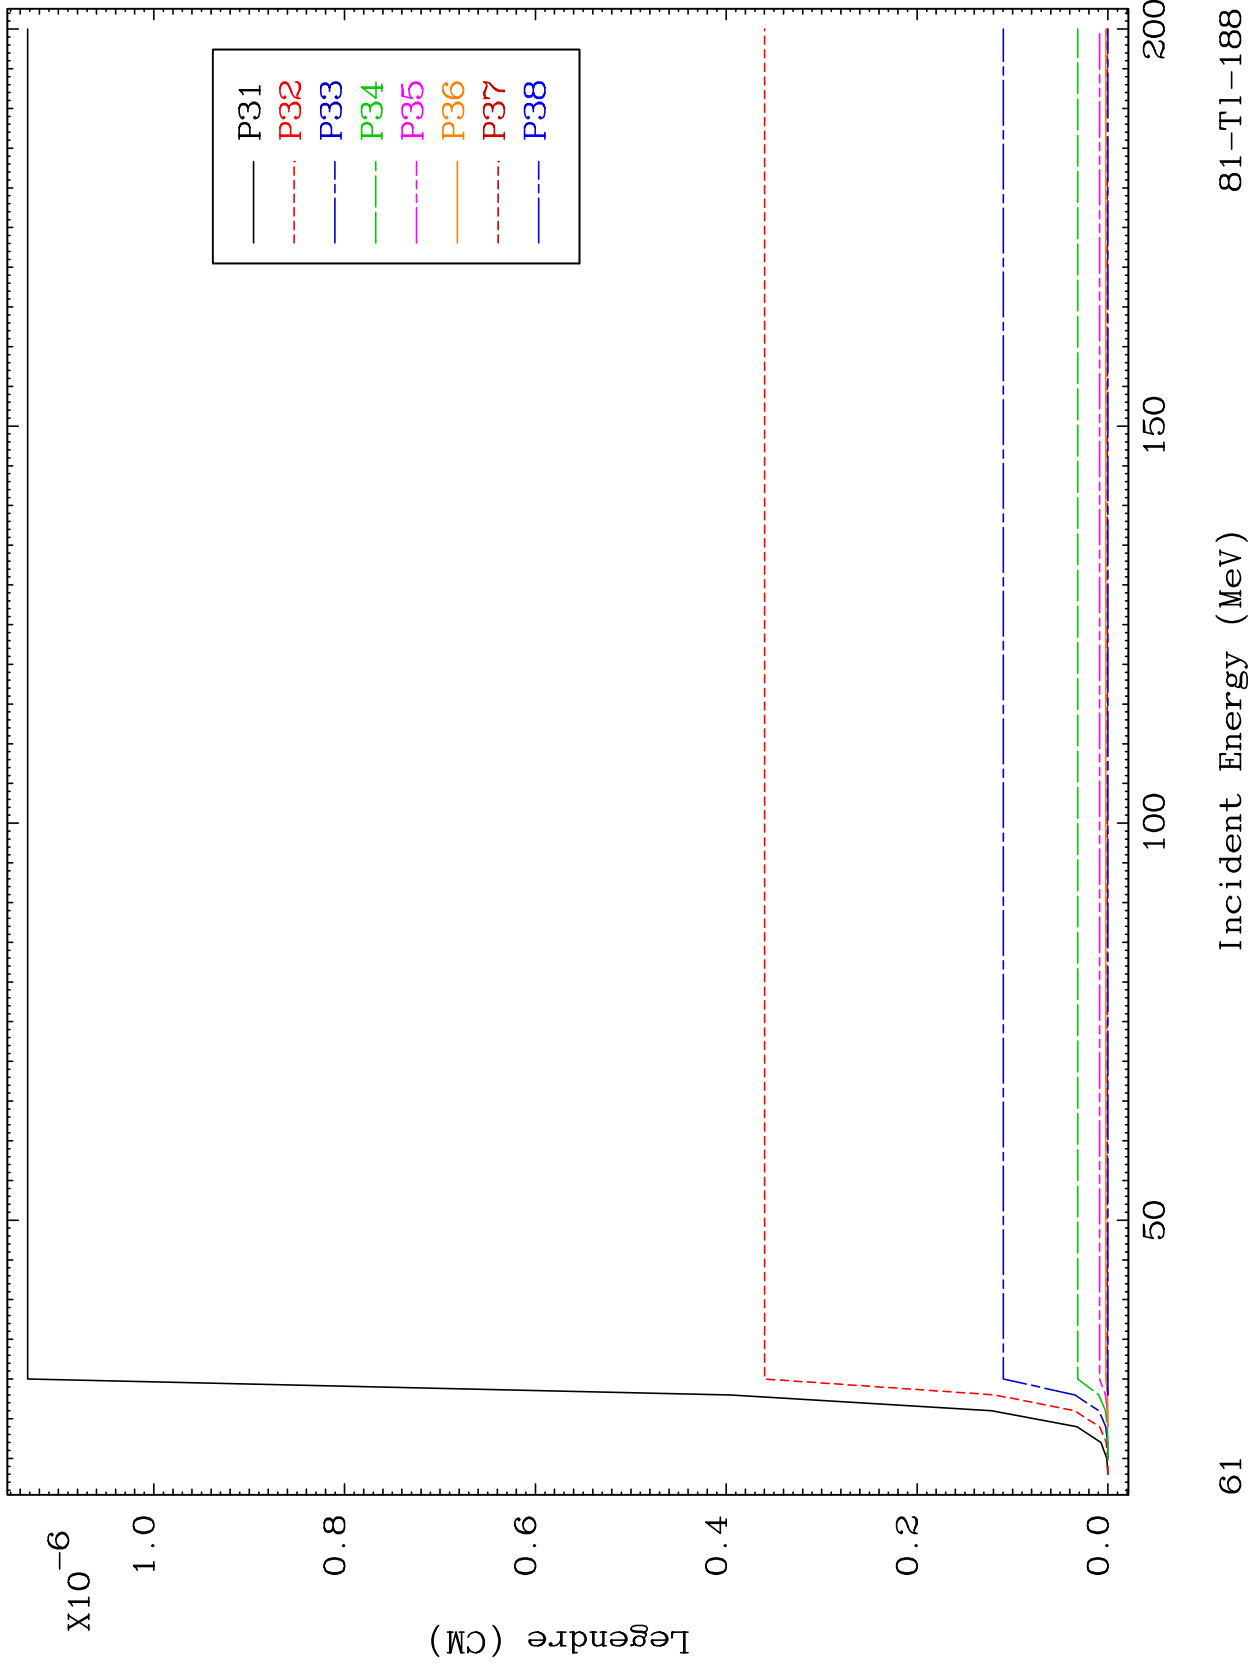 X10-6
1.0
0.8
0.6
0.4
0.2
0.0
Legendre (CM)
P31
P32
P33
P34
P35
P36
P37
P38
50
100
150
200
61
Incident Energy (MeV)
81-Tl-188